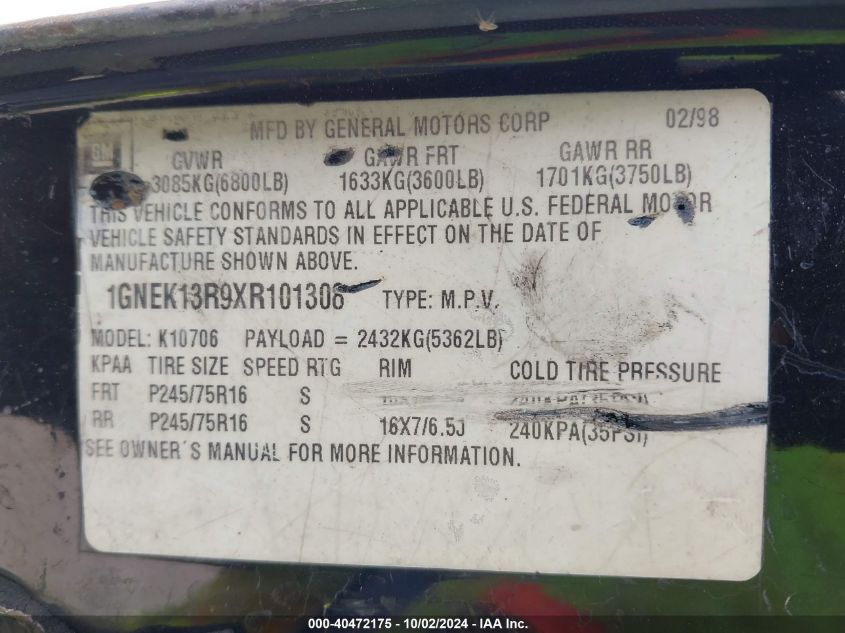 GM
MFD BY GENERAL MOTORS CORP 02/98
GVWR GAWR FRT GAWR RR
3085KG(6800LB) 1633KG(3600LB) 1701KG(3750LB)
THIS VEHICLE CONFORMS TO ALL APPLICABLE U.S. FEDERAL MOTOR
VEHICLE SAFETY STANDARDS IN EFFECT ON THE DATE OF
MANUFACTURE SHOWN ABOVE.
1GNEK13R9XR101306 TYPE: M.P.V.
MODEL: K10706 PAYLOAD = 2432KG(5362LB)
KPAA TIRE SIZE SPEED RTG RIM COLD TIRE PRESSURE
FRT P245/75R16 S
RR P245/75R16 S 16X7/6.5J 240KPA(35PSI)
SEE OWNER'S MANUAL FOR MORE INFORMATION.
000-40472175 - 10/02/2024 - IAA Inc.